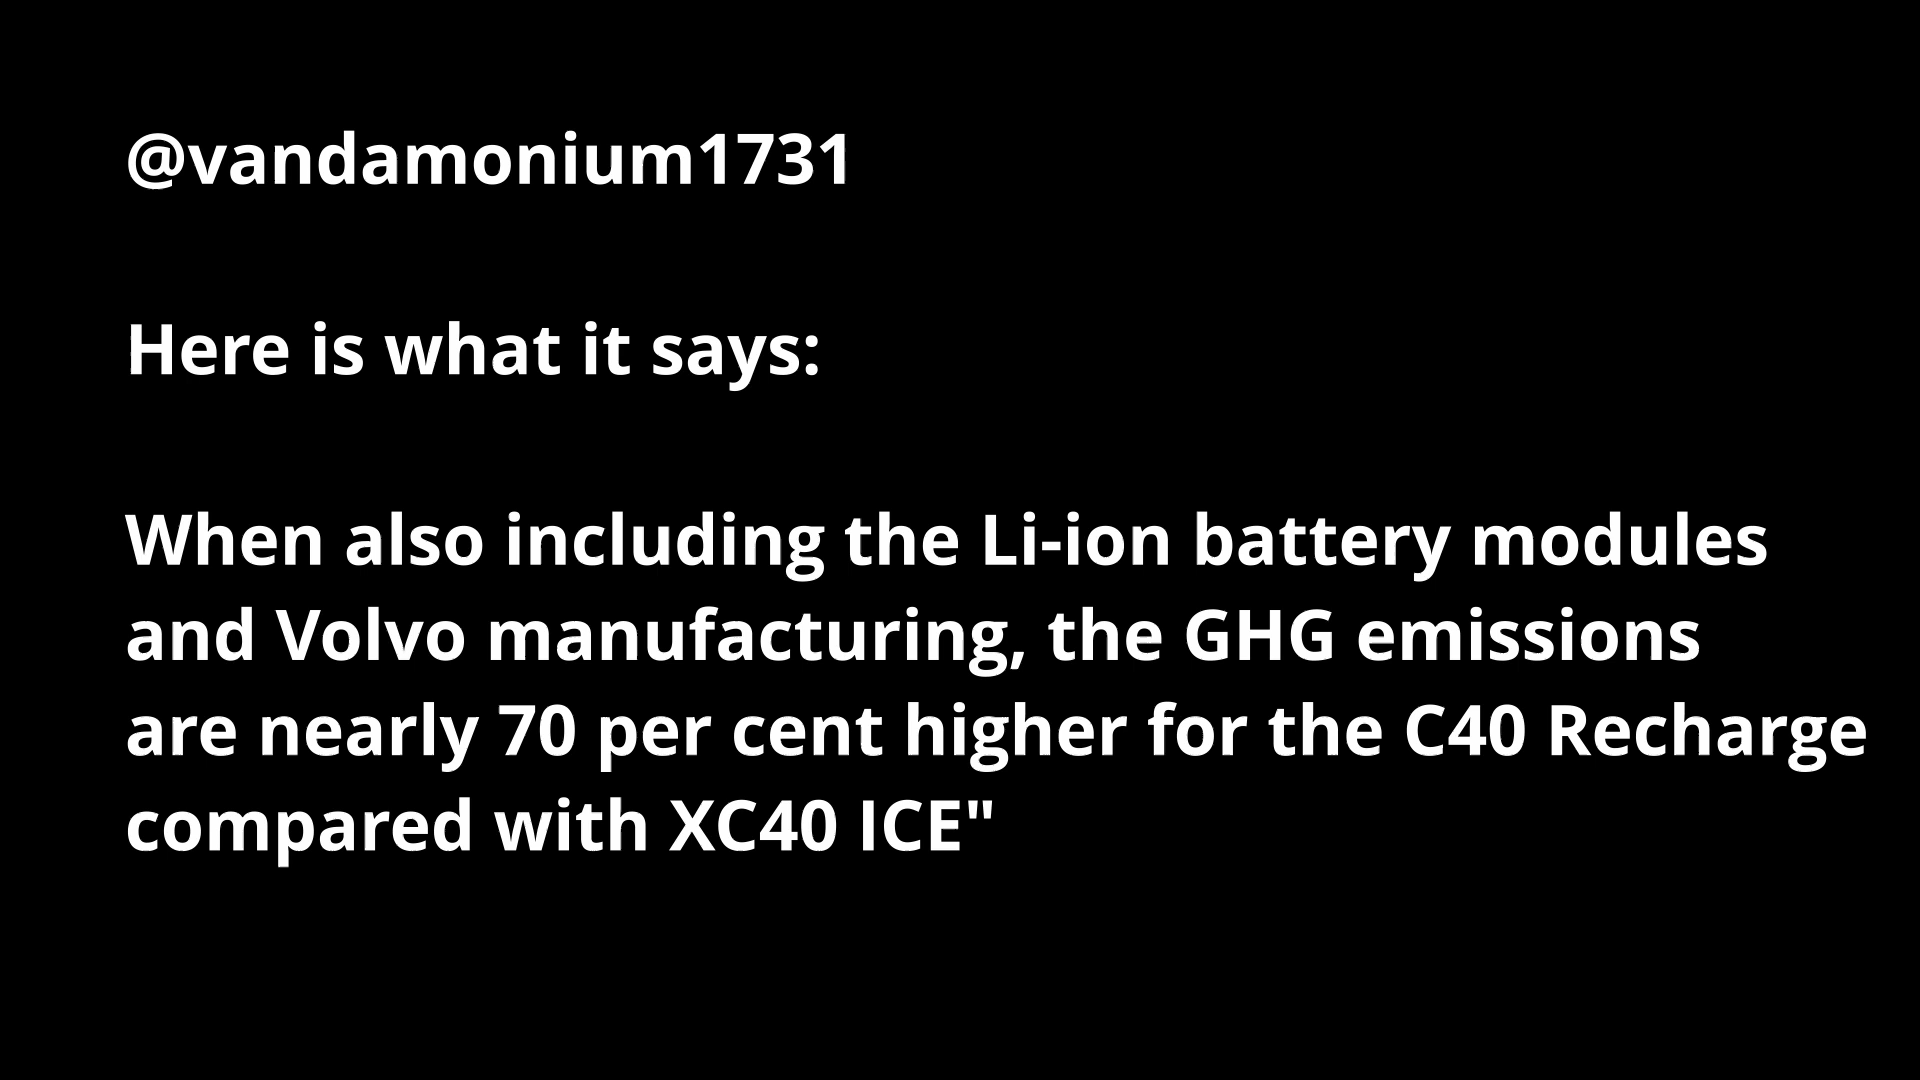 @vandamonium1731
Here is what it says:
When also including the Li-ion battery modules
and Volvo manufacturing, the GHG emissions
are nearly 70 per cent higher for the C40 Recharge
compared with XC40 ICE"